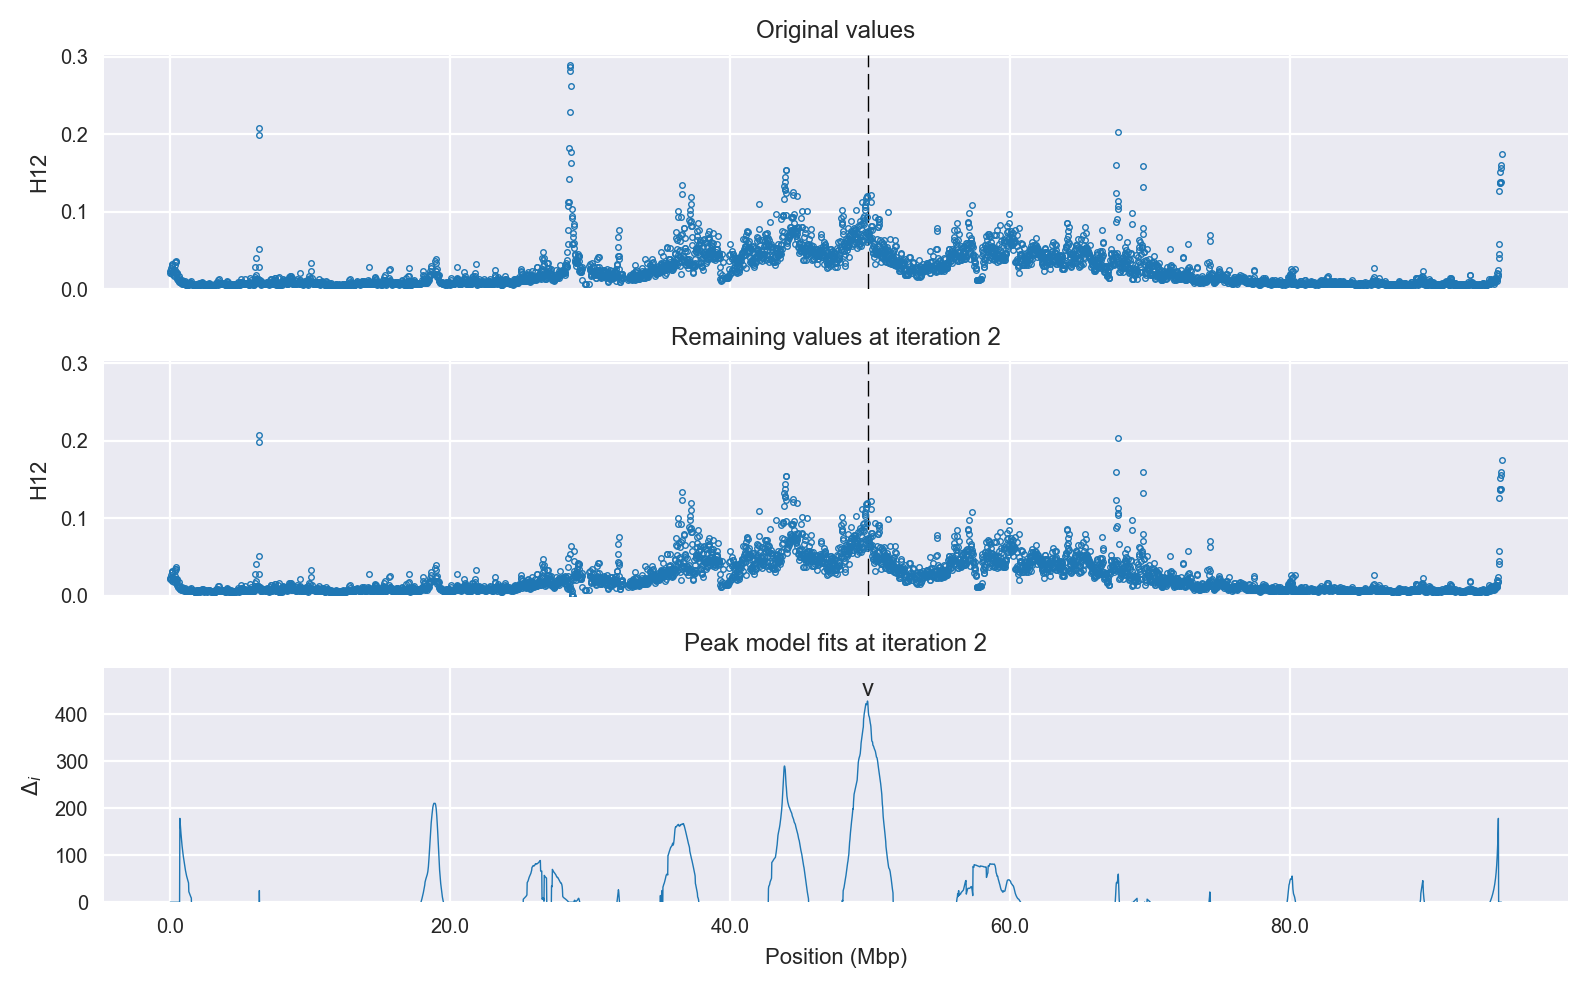 Original values
0.3
0.2
0.1
0.0
H12
Remaining values at iteration 2
0.3
0.2
0.1
0.0
H12
Peak model fits at iteration 2
v
400
300
200
100
0
Δi
0.0 20.0 40.0 60.0 80.0
Position (Mbp)